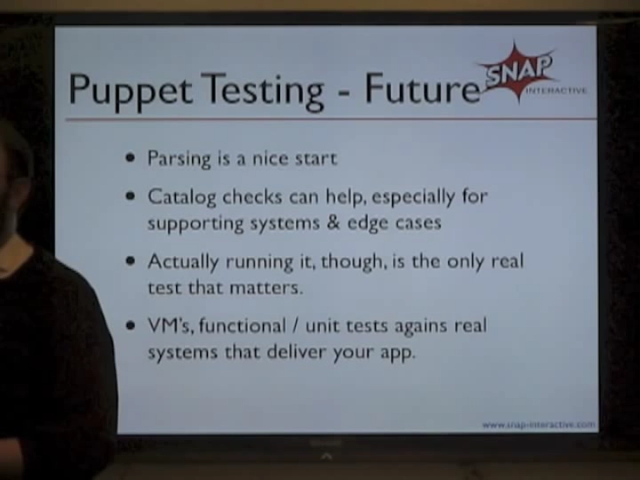 Puppet Testing - Future
SNAP
INTERACTIVE
• Parsing is a nice start
• Catalog checks can help, especially for
supporting systems & edge cases
• Actually running it, though, is the only real
test that matters.
• VM's, functional / unit tests agains real
systems that deliver your app.
www.snap-interactive.com